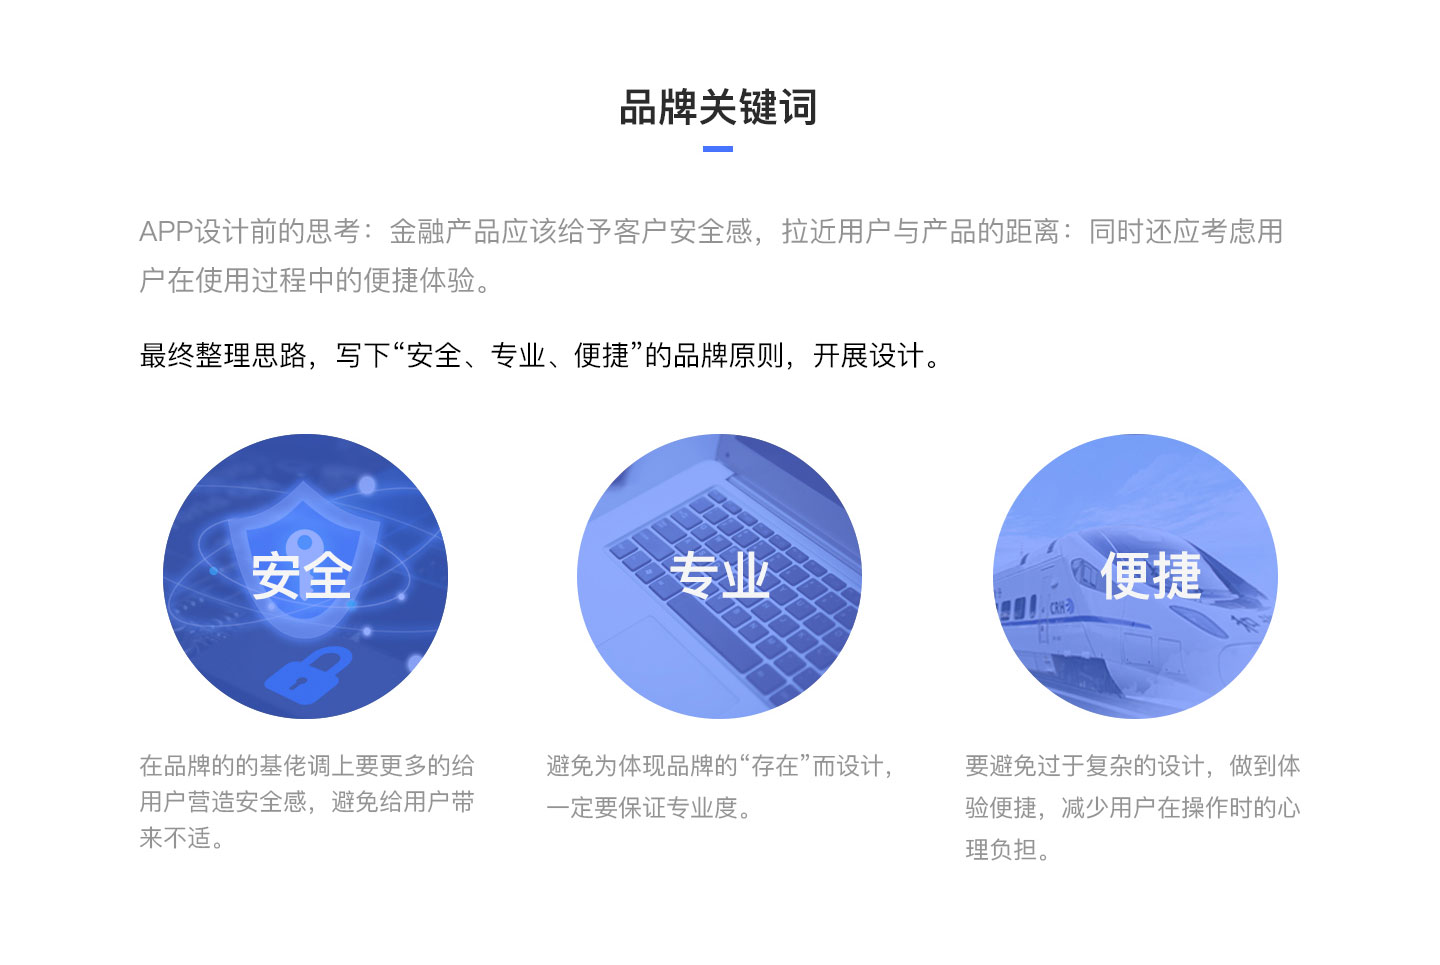 品牌关键词
APP设计前的思考：金融产品应该给予客户安全感，拉近用户与产品的距离：同时还应考虑用
户在使用过程中的便捷体验。
最终整理思路，写下“安全、专业、便捷”的品牌原则，开展设计。
安全
专业
便捷
CRH
在品牌的的基佬调上要更多的给
用户营造安全感，避免给用户带
来不适。
避免为体现品牌的“存在”而设计，
一定要保证专业度。
要避免过于复杂的设计，做到体
验便捷，减少用户在操作时的心
理负担。